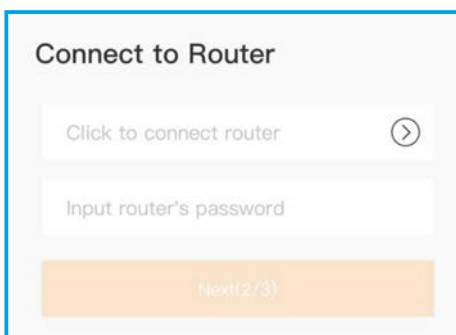 Connect to Router
Click to connect router
Input router's password
Next(2/3)